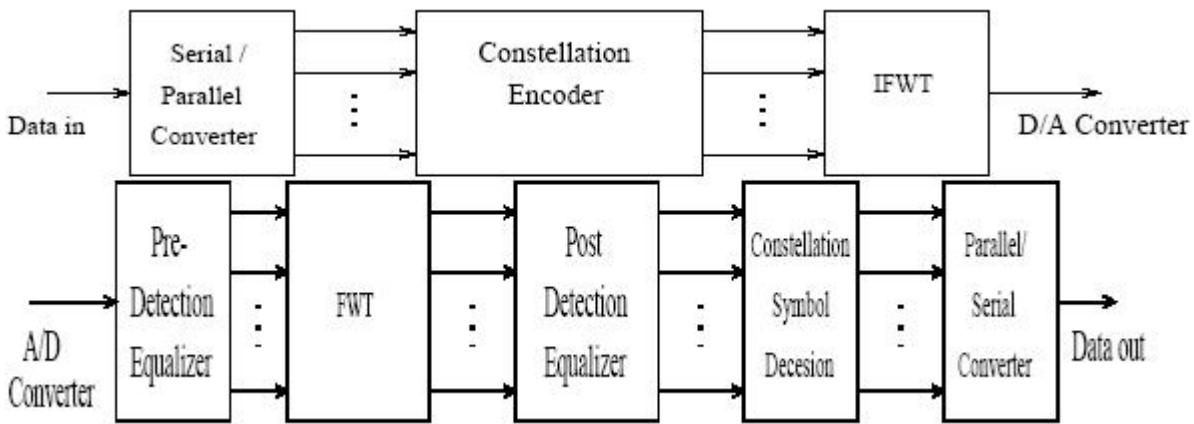 Serial /
Parallel
Converter
Constellation
Encoder
IFWT
Data in
D/A Converter
Pre-
Detection
Equalizer
FWT
Post
Detection
Equalizer
Constellation
Symbol
Decesion
Parallel/
Serial
Converter
A/D
Converter
Data out